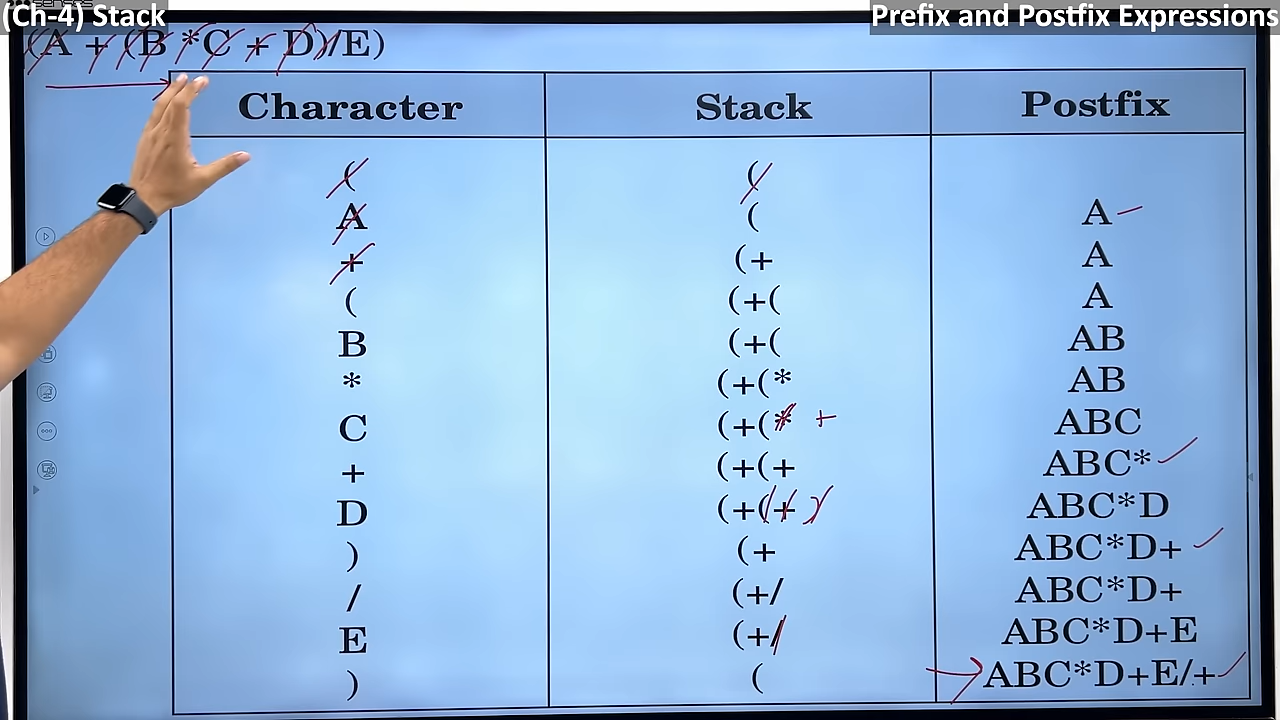 (Ch-4) Stack
Prefix and Postfix Expressions
(A + (B *C + D)/E)
Character Stack Postfix
( (
A ( A
+ (+ A
( (+( A
B (+( AB
* (+(* AB
C (+(* + ABC
+ (+(+ ABC*
D (+(+ ) ABC*D
) (+ ABC*D+
/ (+/ ABC*D+
E (+/ ABC*D+E
) ( ABC*D+E/+